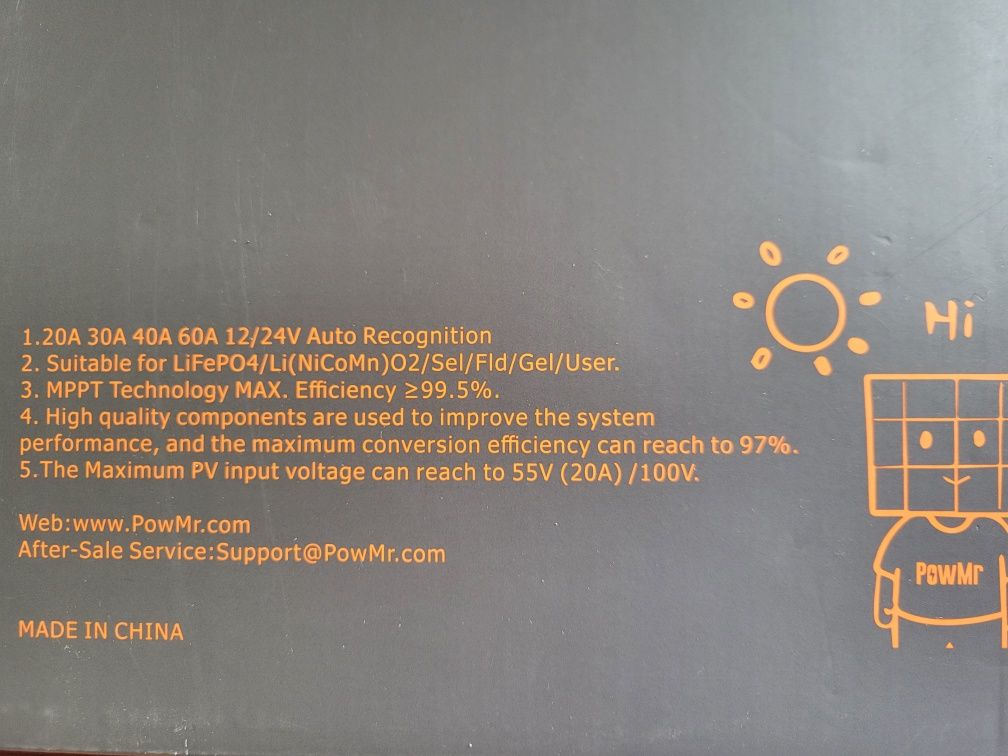 1.20A 30A 40A 60A 12/24V Auto Recognition
2. Suitable for LiFePO4/Li(NiCoMn)O2/Sel/Fld/Gel/User.
3. MPPT Technology MAX. Efficiency ≥99.5%.
4. High quality components are used to improve the system
performance, and the maximum conversion efficiency can reach to 97%.
5.The Maximum PV input voltage can reach to 55V (20A) /100V.
Web:www.PowMr.com
After-Sale Service:Support@PowMr.com
MADE IN CHINA
Hi
PowMr